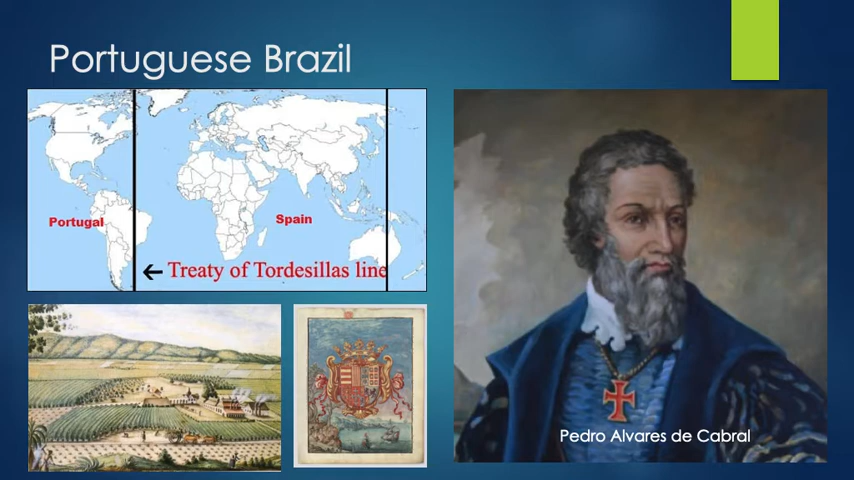 Portuguese Brazil
Portugal
Spain
← Treaty of Tordesillas line
Pedro Alvares de Cabral